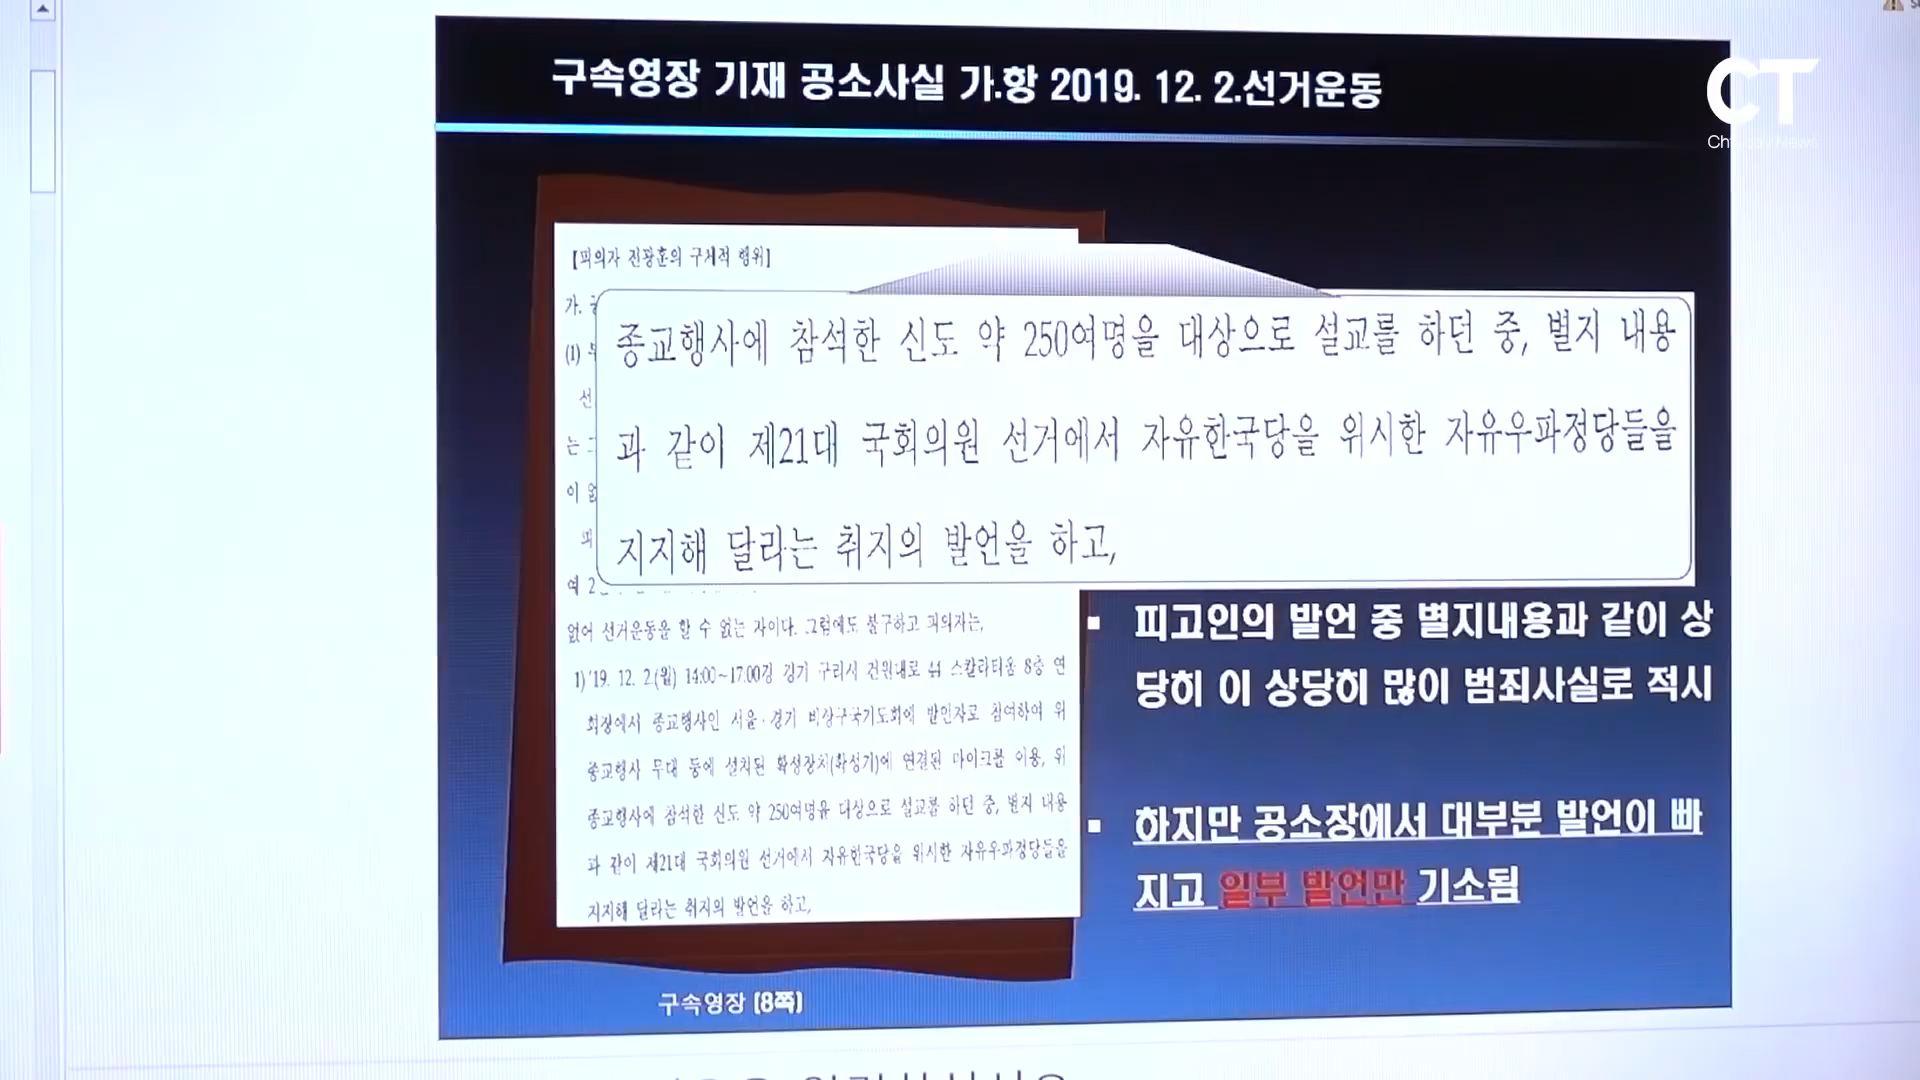 구속영장 기재 공소사실 가.항 2019. 12. 2.선거운동
CT
[피의자 전광훈의 구체적 행위]
가.
종교행사에 참석한 신도 약 250여명을 대상으로 설교를 하던 중, 별지 내용
(1)
선
과 같이 제21대 국회의원 선거에서 자유한국당을 위시한 자유우파정당들을
는
이
지지해 달라는 취지의 발언을 하고,
피
예 2
없어 선거운동을 할 수 없는 자이다. 그럼에도 불구하고 피의자는,
1) '19. 12. 2.(월) 14:00~17:00경 경기 구리시 건원대로 44 스칼라티움 8층 연
회장에서 종교행사인 서울·경기 비상구국기도회에 발언자로 참여하여 위
종교행사 무대 등에 설치된 확성장치(확성기)에 연결된 마이크를 이용, 위
종교행사에 참석한 신도 약 250여명을 대상으로 설교를 하던 중, 별지 내용
과 같이 제21대 국회의원 선거에서 자유한국당을 위시한 자유우파정당들을
지지해 달라는 취지의 발언을 하고,
피고인의 발언 중 별지내용과 같이 상
당히 이 상당히 많이 범죄사실로 적시
하지만 공소장에서 대부분 발언이 빠
지고 일부 발언만 기소됨
구속영장 (8쪽)